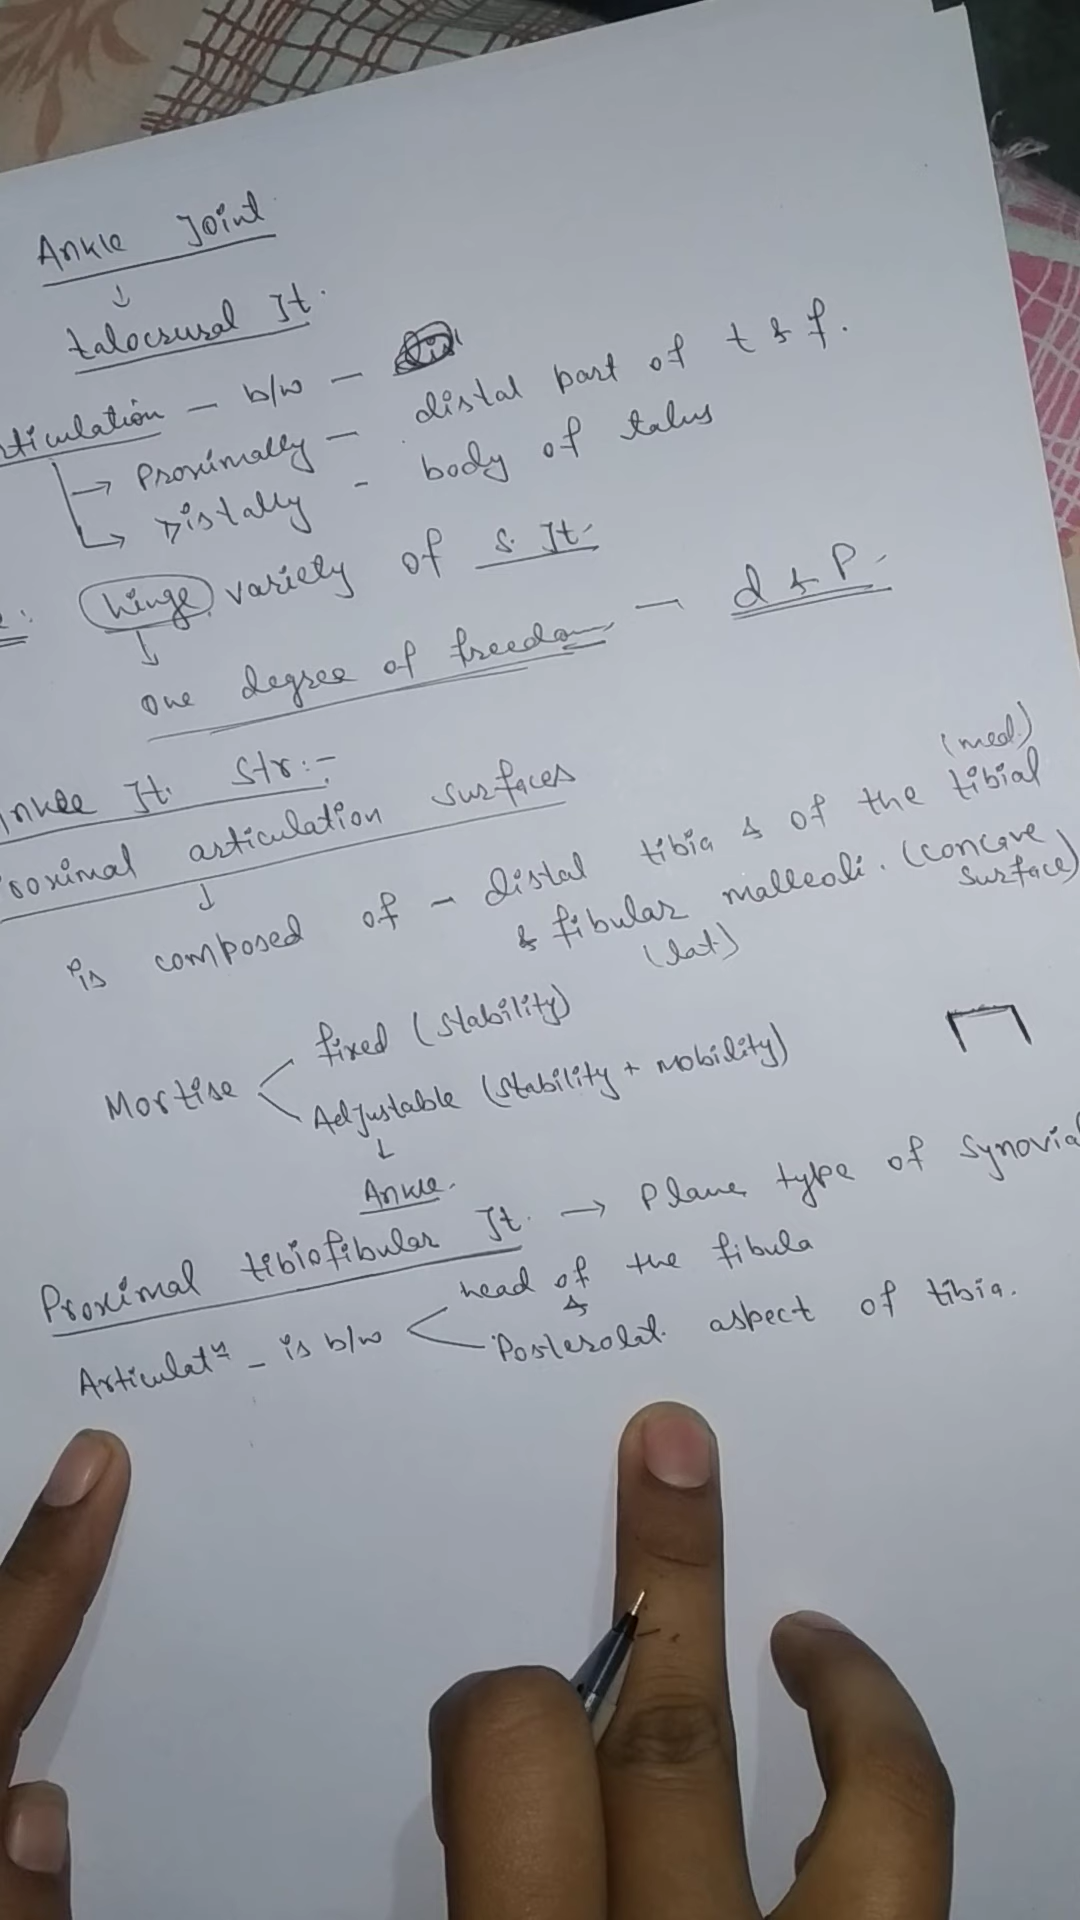 Ankle Joint
↓
talocrural Jt.
ticulation – b/w –
→ Proximally – distal part of t & f.
→ Distally - body of talus
hinge variety of s. Jt.
↓
one degree of freedom — d & P.
Ankle Jt. Str:-
roximal articulation surfaces
↓
(med)
is composed of – distal tibia & of the tibial
& fibular malleoli. (concave surface)
(lat)
Mortise < fixed (Stability)
Adjustable (Stability + Mobility)
↓
Ankle.
Proximal tibiofibular Jt. → Plane type of Synovia
Articulatn – is b/w < head of the fibula
&
Posterolat. aspect of tibia.